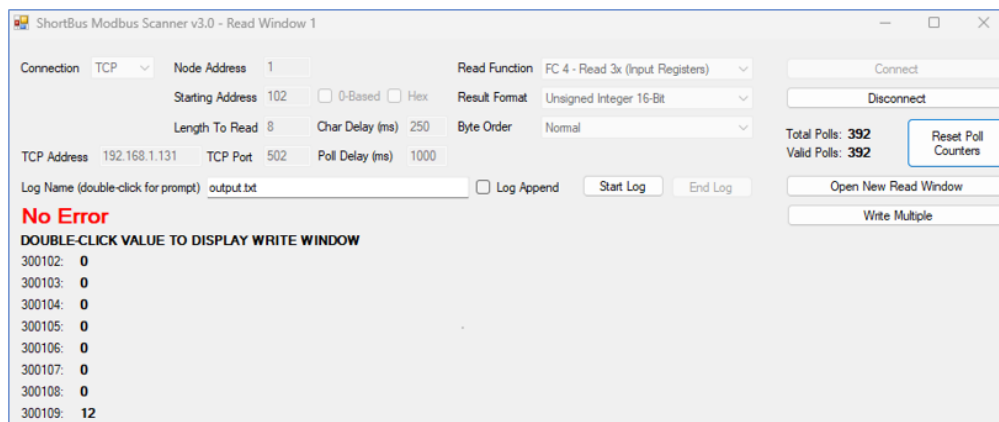 ShortBus Modbus Scanner v3.0 - Read Window 1
Connection TCP Node Address 1 Read Function FC 4 - Read 3x (Input Registers) Connect
Starting Address 102 0-Based Hex Result Format Unsigned Integer 16-Bit Disconnect
Length To Read 8 Char Delay (ms) 250 Byte Order Normal
Total Polls: 392
Valid Polls: 392
Reset Poll
Counters
TCP Address 192.168.1.131 TCP Port 502 Poll Delay (ms) 1000
Log Name (double-click for prompt) output.txt Log Append Start Log End Log Open New Read Window
No Error Write Multiple
DOUBLE-CLICK VALUE TO DISPLAY WRITE WINDOW
300102: 0
300103: 0
300104: 0
300105: 0
300106: 0
300107: 0
300108: 0
300109: 12